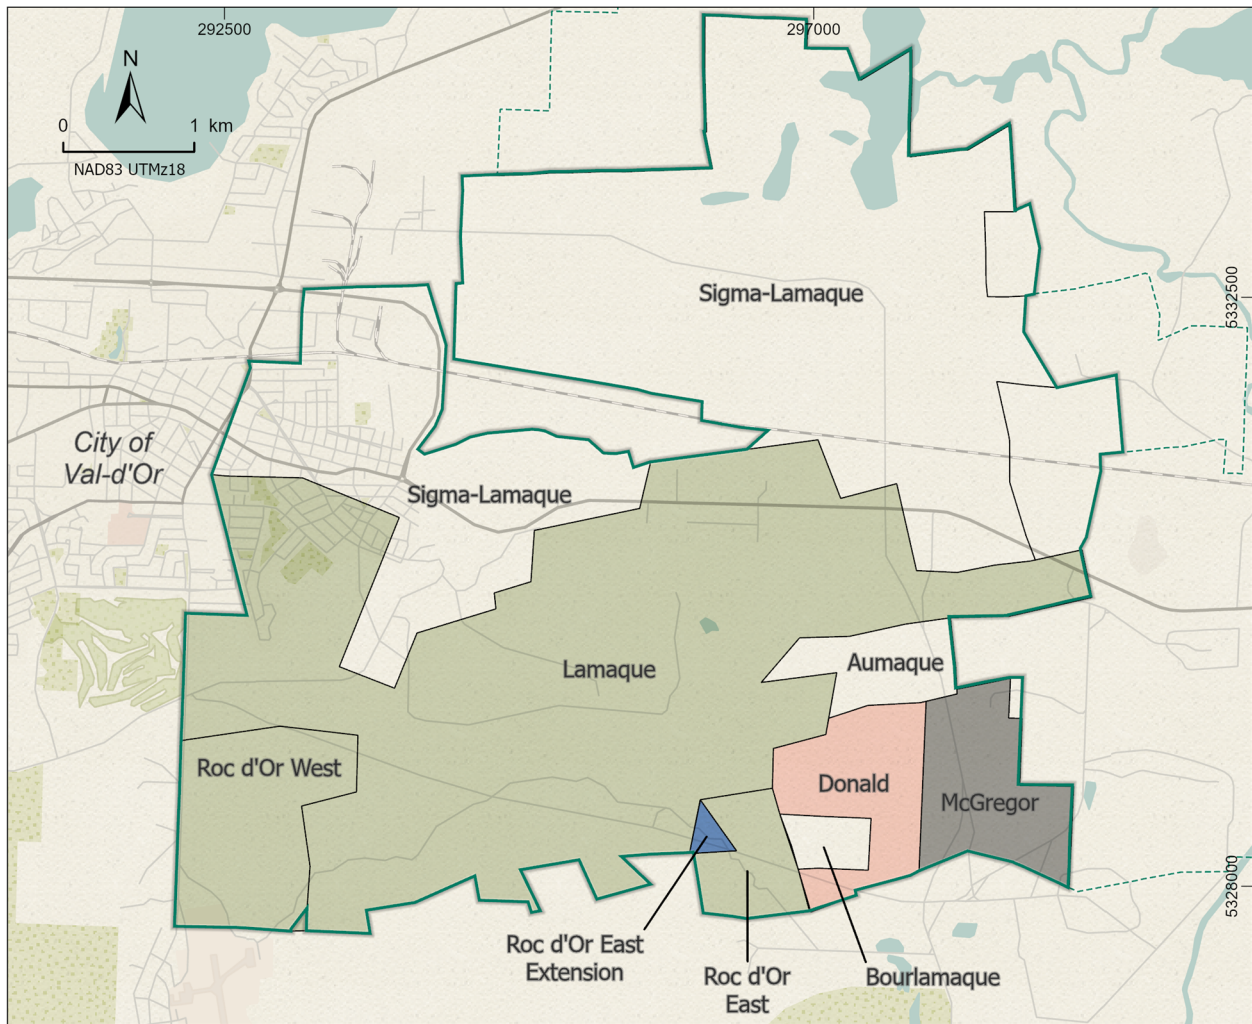 292500
297000
N
0 1 km
NAD83 UTMz18
Sigma-Lamaque
5332500
City of
Val-d'Or
Sigma-Lamaque
Lamaque
Aumaque
Roc d'Or West
Donald
McGregor
5328000
Roc d'Or East
Extension
Roc d'Or
East
Bourlamaque